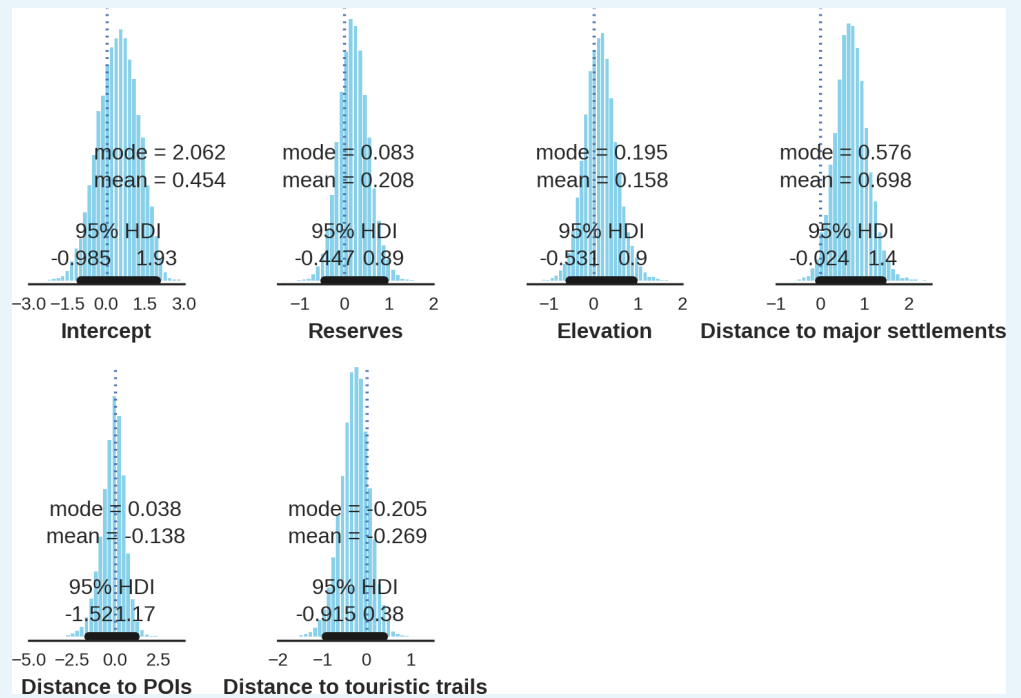 mode = 2.062 mode = 0.083 mode = 0.195 mode = 0.576
mean = 0.454 mean = 0.208 mean = 0.158 mean = 0.698
95% HDI 95% HDI 95% HDI 95% HDI
-0.985 1.93 -0.447 0.89 -0.531 0.9 -0.024 1.4
−3.0 −1.5 0.0 1.5 3.0 −1 0 1 2 −1 0 1 2 −1 0 1 2
Intercept Reserves Elevation Distance to major settlements
mode = 0.038 mode = -0.205
mean = -0.138 mean = -0.269
95% HDI 95% HDI
-1.52 1.17 -0.915 0.38
−5.0 −2.5 0.0 2.5 −2 −1 0 1
Distance to POIs Distance to touristic trails